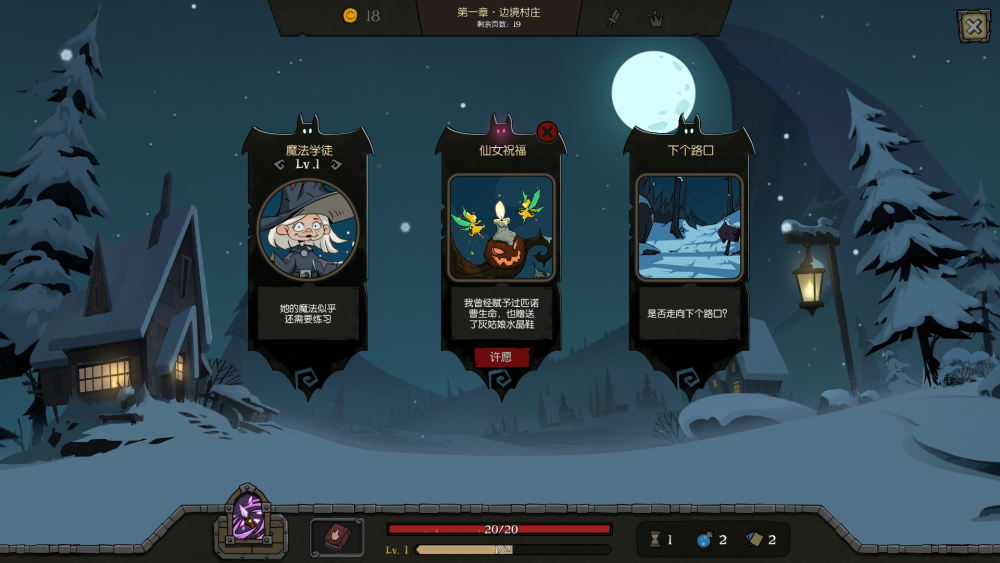 18
第一章·边境村庄
剩余页数：19
魔法学徒
Lv.1
她的魔法似乎
还需要练习
仙女祝福
我曾经赋予过匹诺
曹生命，也赠送
了灰姑娘水晶鞋
许愿
下个路口
是否走向下个路口？
20/20
Lv. 1
1/2
1
2
2